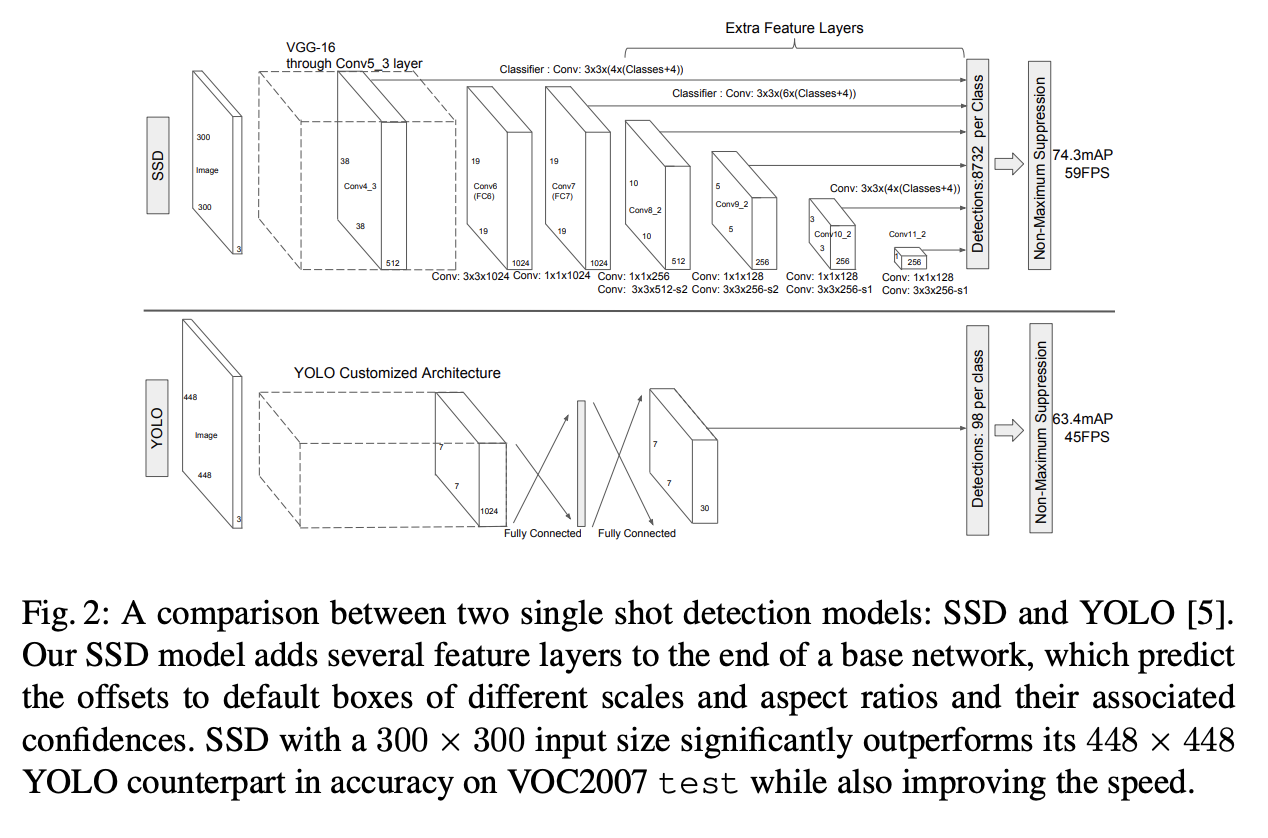 Extra Feature Layers
VGG-16
through Conv5_3 layer
Classifier : Conv: 3x3x(4x(Classes+4))
Classifier : Conv: 3x3x(6x(Classes+4))
SSD
300
Image
300
3
38
Conv4_3
38
512
19
Conv6
(FC6)
19
1024
19
Conv7
(FC7)
19
1024
10
Conv8_2
10
512
5
Conv9_2
5
256
Conv: 3x3x(4x(Classes+4))
3
Conv10_2
3
256
Conv11_2
1
256
Detections:8732 per Class
Non-Maximum Suppression
74.3mAP
59FPS
Conv: 3x3x1024
Conv: 1x1x1024
Conv: 1x1x256
Conv: 3x3x512-s2
Conv: 1x1x128
Conv: 3x3x256-s2
Conv: 1x1x128
Conv: 3x3x256-s1
Conv: 1x1x128
Conv: 3x3x256-s1
YOLO
448
Image
448
3
YOLO Customized Architecture
7
7
1024
Fully Connected
Fully Connected
7
7
30
Detections: 98 per class
Non-Maximum Suppression
63.4mAP
45FPS
Fig. 2: A comparison between two single shot detection models: SSD and YOLO [5].
Our SSD model adds several feature layers to the end of a base network, which predict
the offsets to default boxes of different scales and aspect ratios and their associated
confidences. SSD with a 300 × 300 input size significantly outperforms its 448 × 448
YOLO counterpart in accuracy on VOC2007 test while also improving the speed.